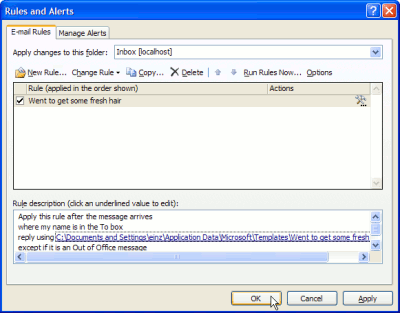 Rules and Alerts
E-mail Rules
Manage Alerts
Apply changes to this folder:
Inbox [localhost]
New Rule...
Change Rule
Copy...
Delete
Run Rules Now...
Options
Rule (applied in the order shown)
Actions
Went to get some fresh hair
Rule description (click an underlined value to edit):
Apply this rule after the message arrives
where my name is in the To box
reply using C:\Documents and Settings\einz\Application Data\Microsoft\Templates\Went to get some fresh
except if it is an Out of Office message
OK
Cancel
Apply